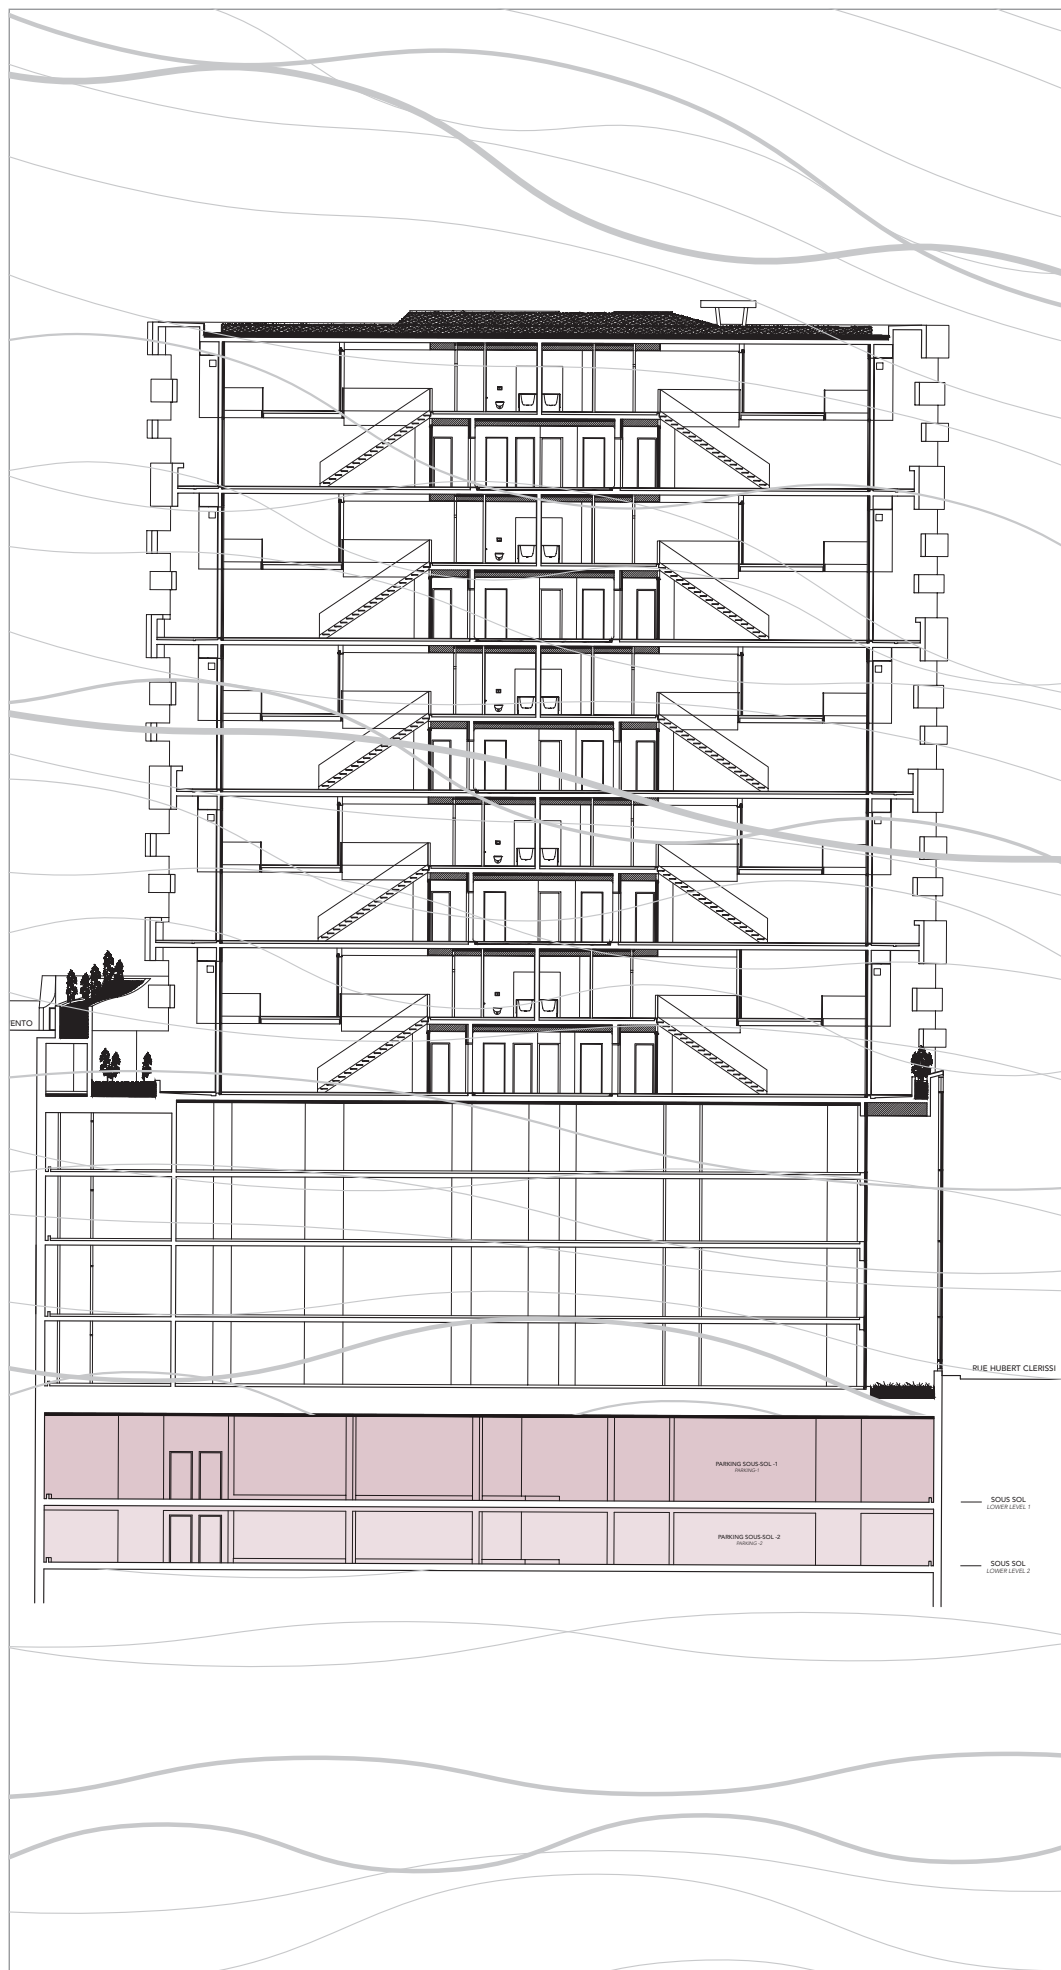 ENTO
RUE HUBERT CLERISSI
PARKING SOUS-SOL -1
PARKING-1
SOUS SOL
LOWER LEVEL 1
PARKING SOUS-SOL -2
PARKING -2
SOUS SOL
LOWER LEVEL 2